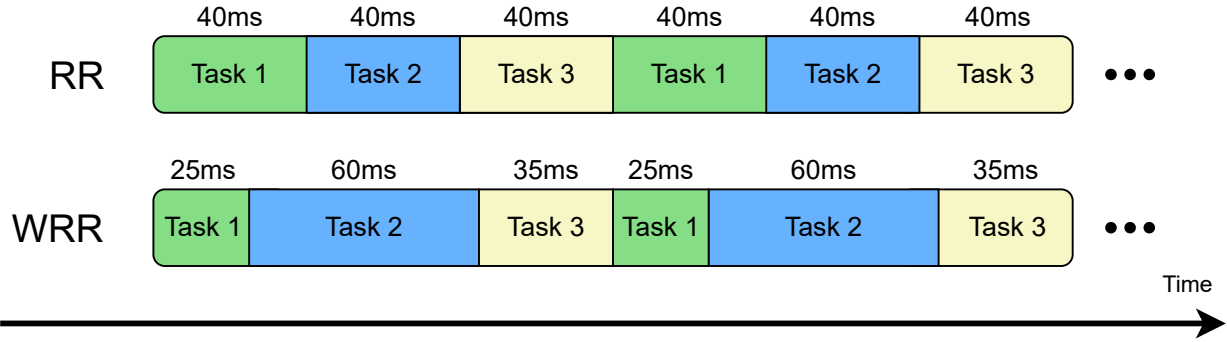 40ms 40ms 40ms 40ms 40ms 40ms
RR Task 1 Task 2 Task 3 Task 1 Task 2 Task 3
25ms 60ms 35ms 25ms 60ms 35ms
WRR Task 1 Task 2 Task 3 Task 1 Task 2 Task 3
Time